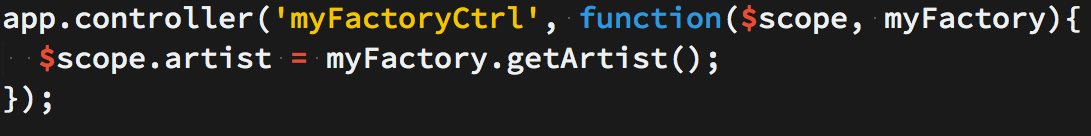 app.controller('myFactoryCtrl', function($scope, myFactory){
  $scope.artist = myFactory.getArtist();
});